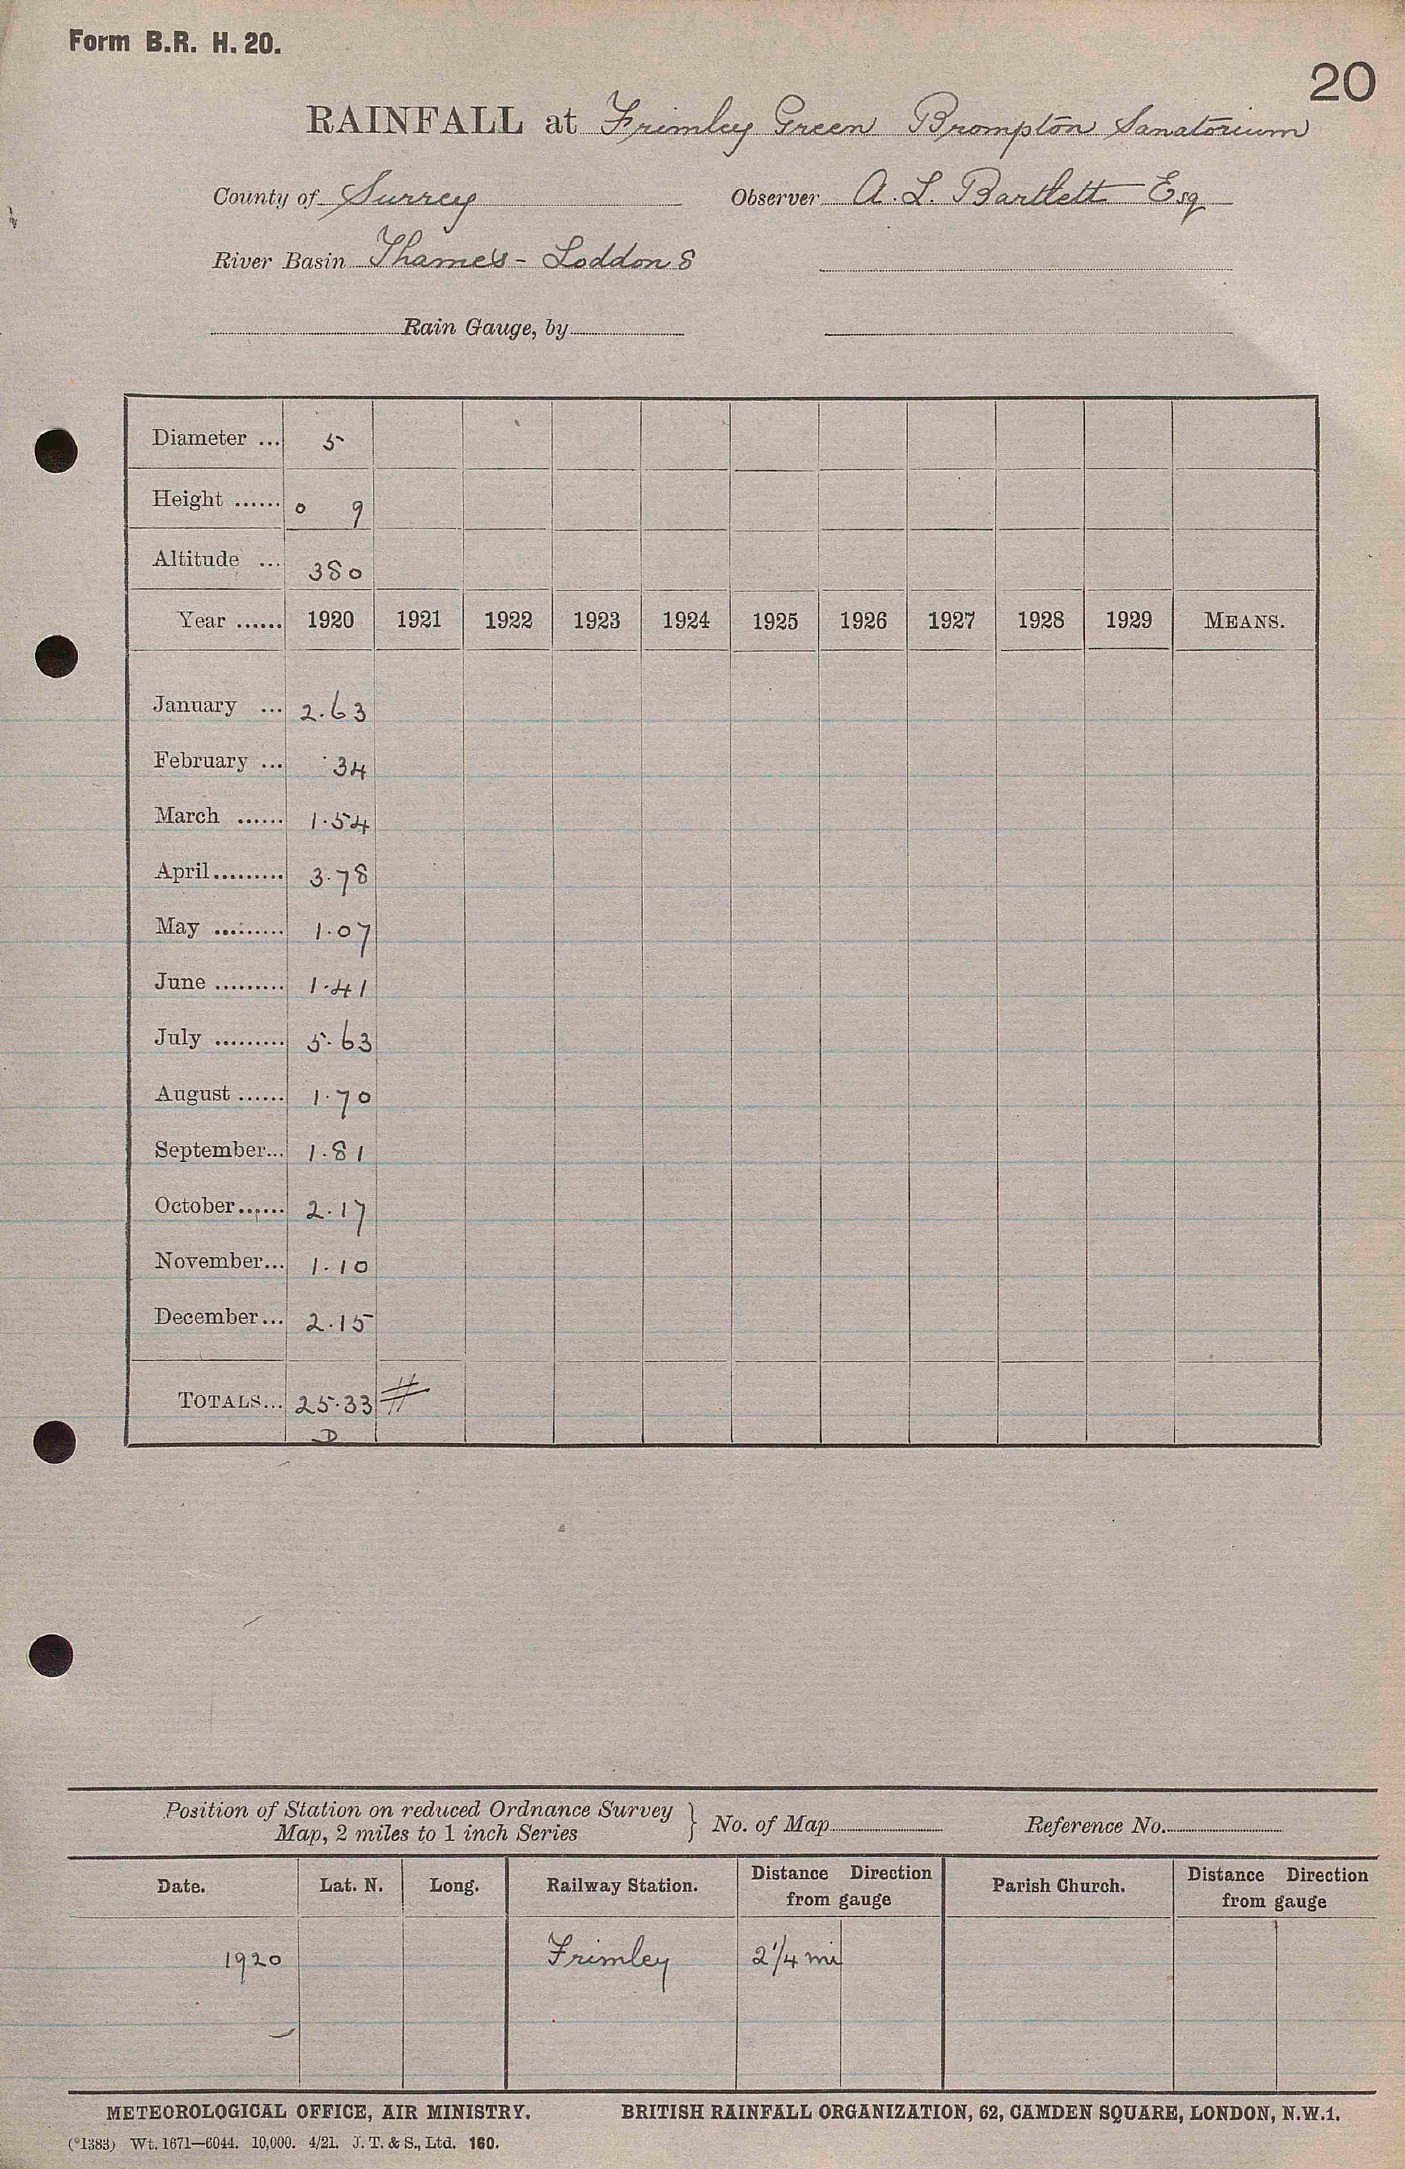 Form B.R. H. 20.
20
RAINFALL at Frimley Green Brompton Sanatorium
County of Surrey Observer A. L. Bartlett Esq
River Basin Thames - Loddon S
Rain Gauge, by
Diameter ... 5
Height ...... 0 9
Altitude ... 380
Year ...... 1920 1921 1922 1923 1924 1925 1926 1927 1928 1929 MEANS.
January ... 2.63
February ... .34
March ...... 1.54
April......... 3.78
May ......... 1.07
June ......... 1.41
July ......... 5.63
August ...... 1.70
September... 1.81
October...... 2.17
November... 1.10
December... 2.15
TOTALS... 25.33 #
D
Position of Station on reduced Ordnance Survey
Map, 2 miles to 1 inch Series } No. of Map Reference No.
Date. Lat. N. Long. Railway Station. Distance Direction from gauge Parish Church. Distance Direction from gauge
1920 Frimley 2 1/4 mi
METEOROLOGICAL OFFICE, AIR MINISTRY. BRITISH RAINFALL ORGANIZATION, 62, CAMDEN SQUARE, LONDON, N.W.1.
(*1383) Wt. 1671—6044. 10,000. 4/21. J. T. & S., Ltd. 160.